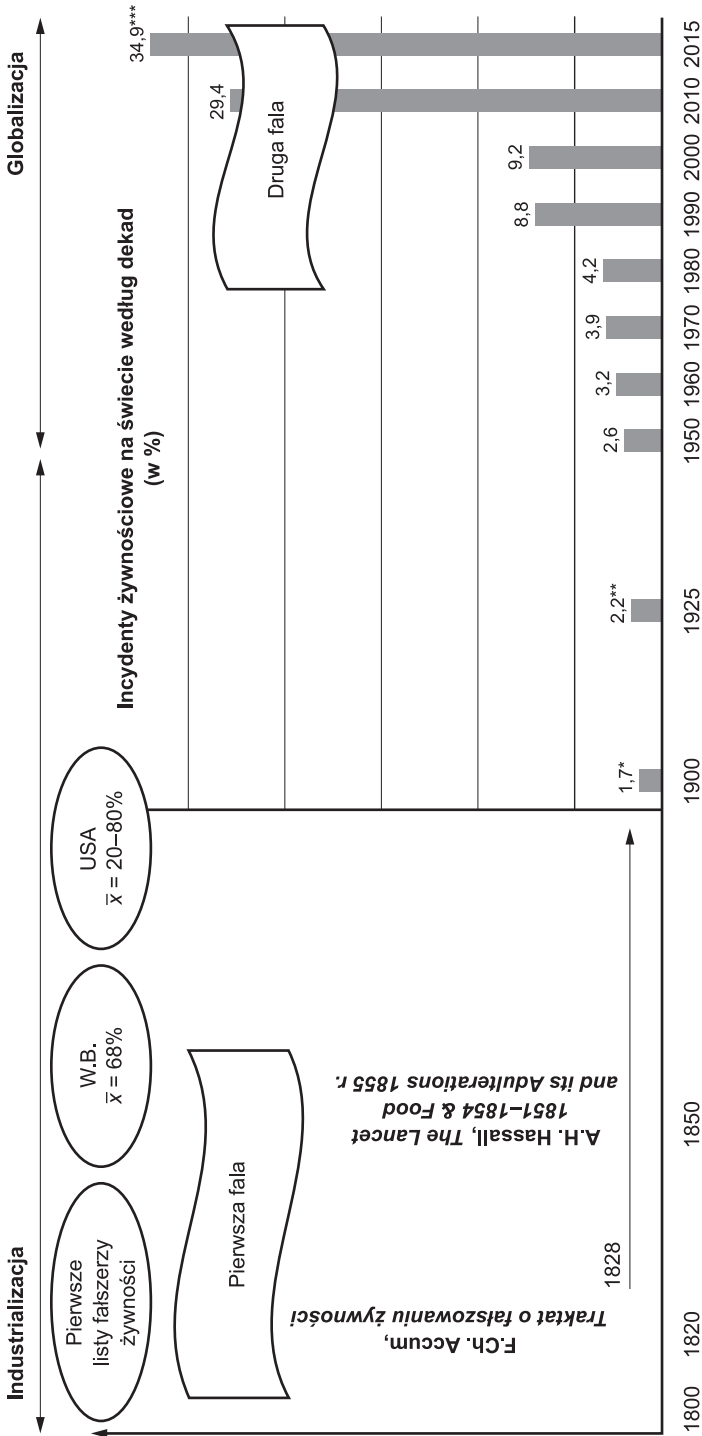 Industrializacja
Globalizacja
Pierwsze
listy fałszerzy
żywności
W.B.
x̅ = 68%
USA
x̅ = 20–80%
Incydenty żywnościowe na świecie według dekad
(w %)
Pierwsza fala
Druga fala
F.Ch. Accum,
Traktat o fałszowaniu żywności
A.H. Hassall, The Lancet
1851–1854 & Food
and its Adulterations 1855 r.
1828
1,7*
2,2**
2,6
3,2
3,9
4,2
8,8
9,2
29,4
34,9***
1800
1820
1850
1900
1925
1950
1960
1970
1980
1990
2000
2010
2015